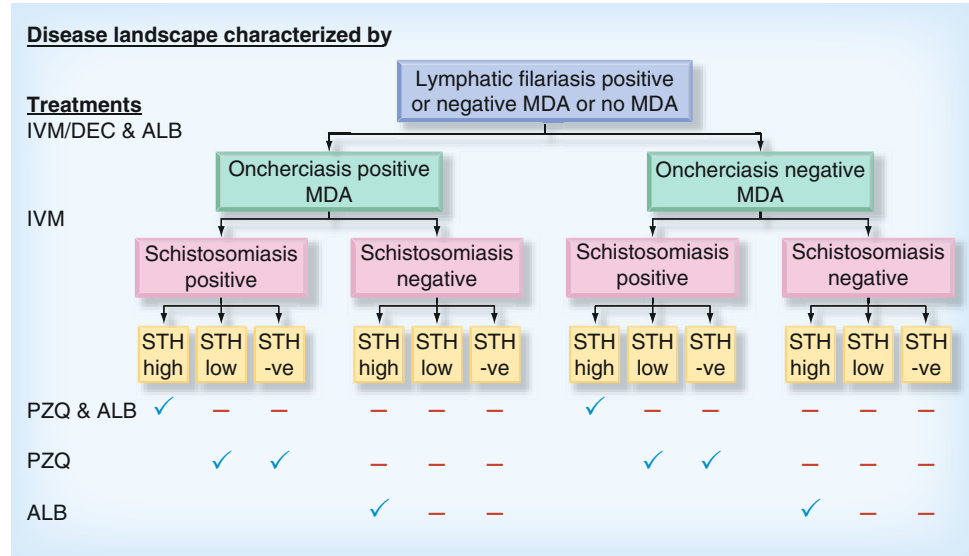 Disease landscape characterized by
Lymphatic filariasis positive
or negative MDA or no MDA
Treatments
IVM/DEC & ALB
Oncherciasis positive
MDA
Oncherciasis negative
MDA
IVM
Schistosomiasis
positive
Schistosomiasis
negative
Schistosomiasis
positive
Schistosomiasis
negative
STH
high
STH
low
STH
-ve
STH
high
STH
low
STH
-ve
STH
high
STH
low
STH
-ve
STH
high
STH
low
STH
-ve
PZQ & ALB ✓ – – – – – ✓ – – – – –
PZQ – ✓ ✓ – – – – ✓ ✓ – – –
ALB ✓ – – ✓ – –